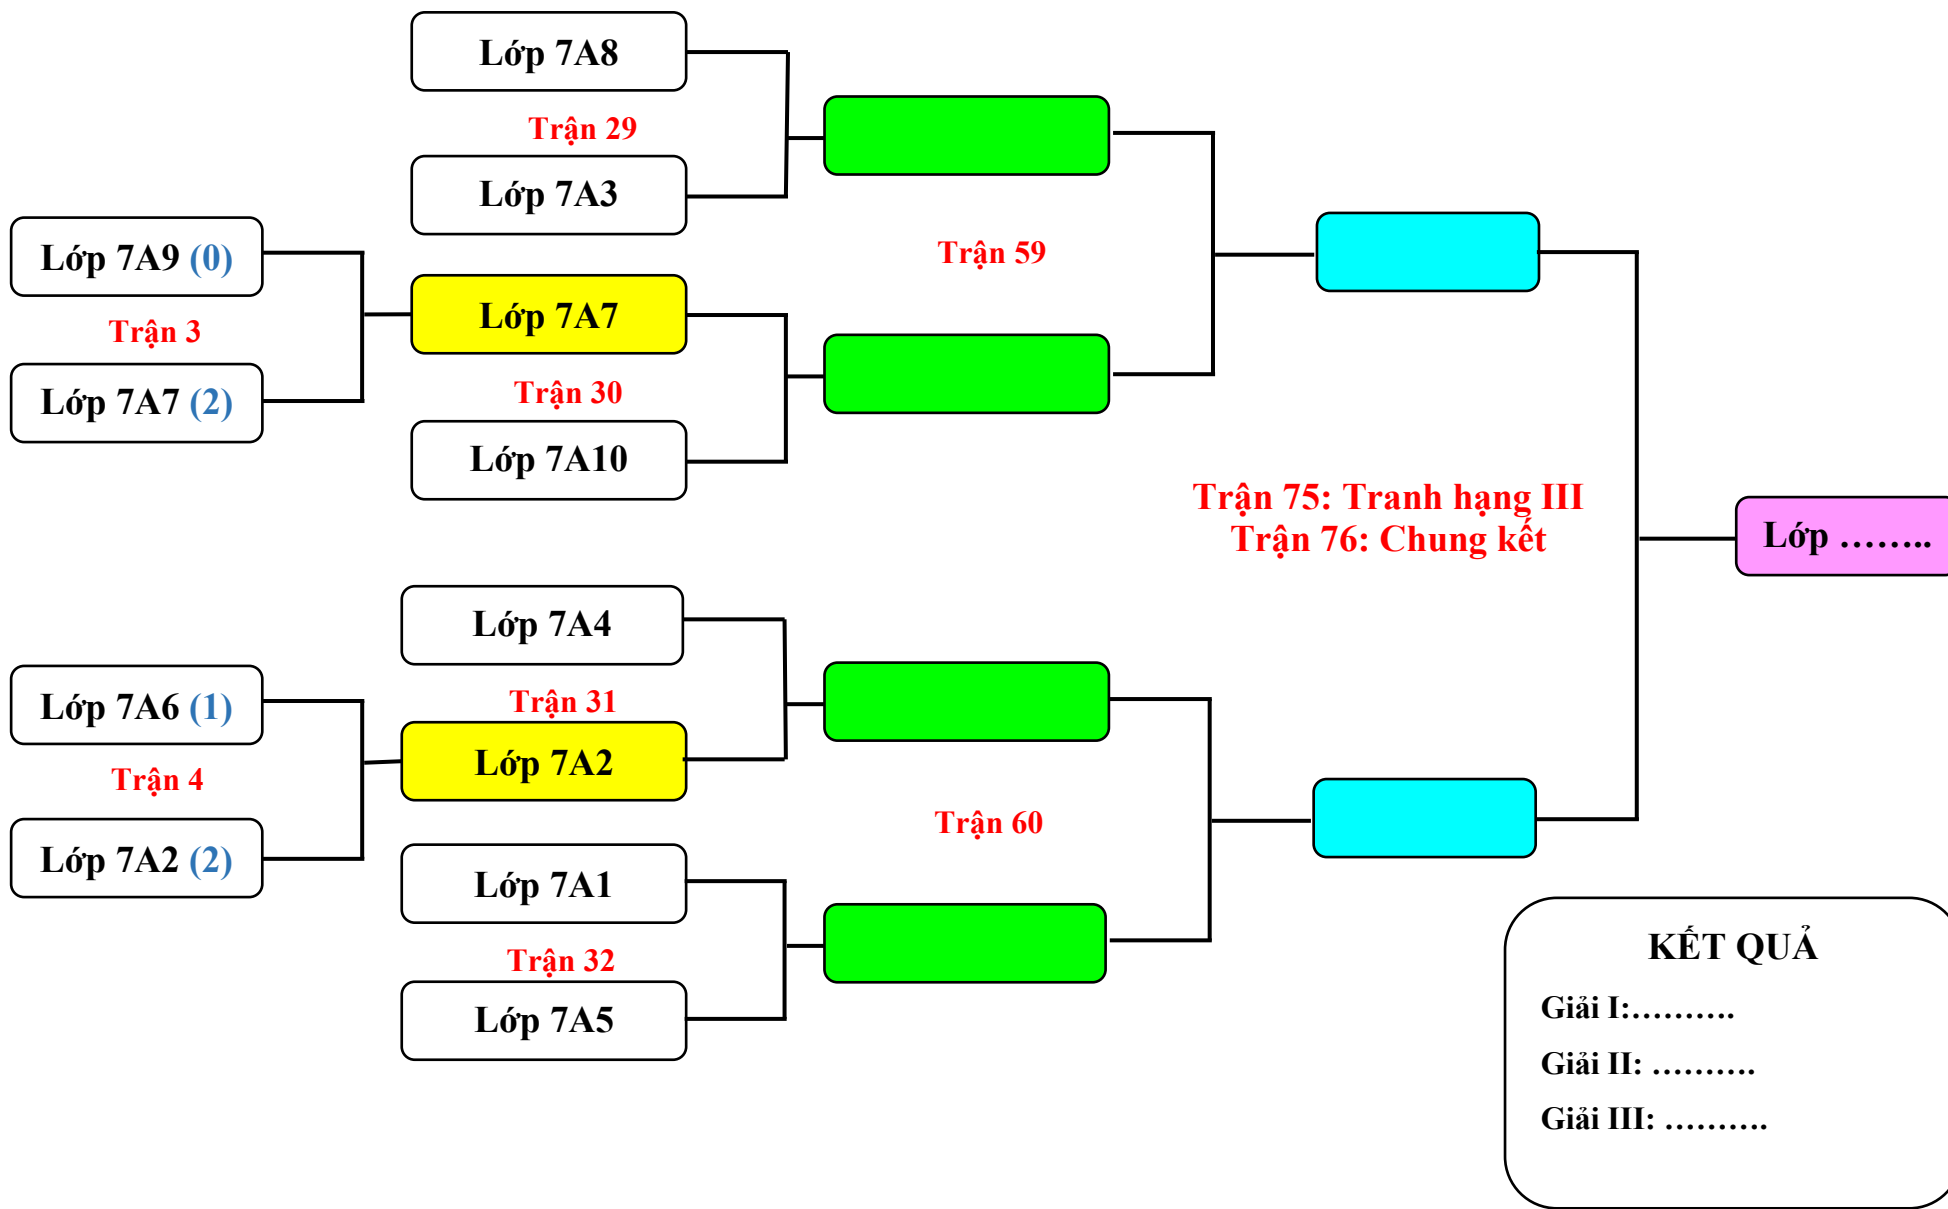 Lớp 7A8
Trận 29
Lớp 7A3
Lớp 7A9 (0)
Trận 3
Lớp 7A7 (2)
Lớp 7A7
Trận 30
Lớp 7A10
Trận 59
Trận 75: Tranh hạng III
Trận 76: Chung kết
Lớp ……..
Lớp 7A4
Trận 31
Lớp 7A6 (1)
Trận 4
Lớp 7A2 (2)
Lớp 7A2
Lớp 7A1
Trận 32
Lớp 7A5
Trận 60
KẾT QUẢ
Giải I:……….
Giải II: ……….
Giải III: ……….